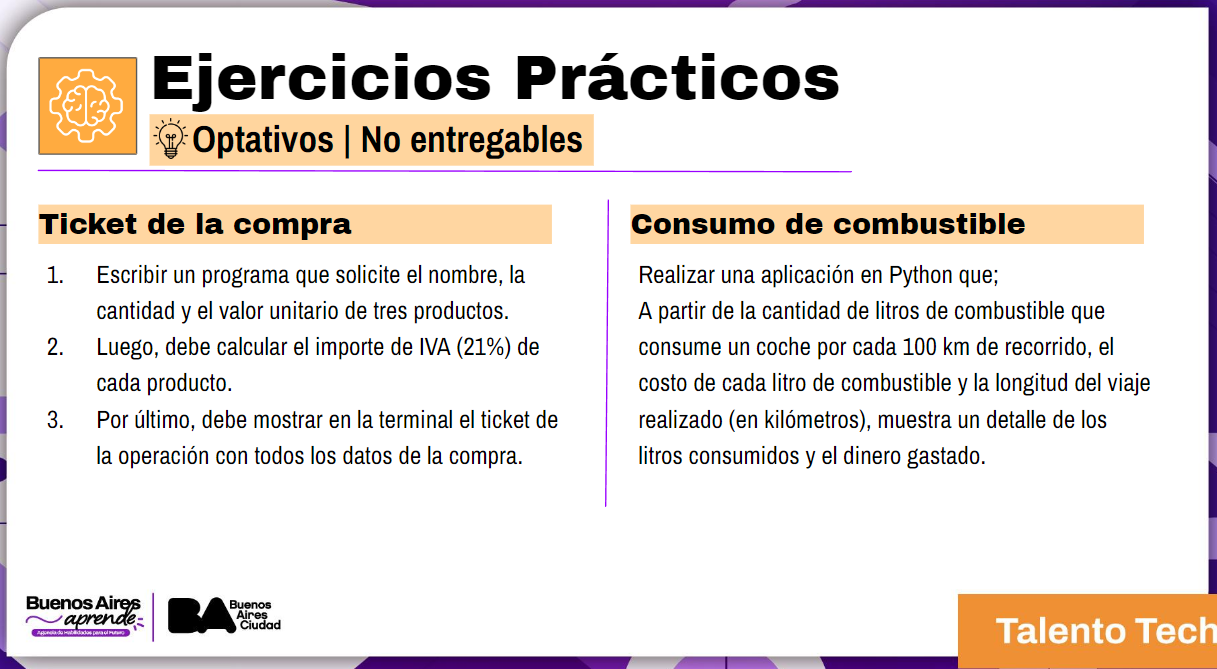 Ejercicios Prácticos
Optativos | No entregables
Ticket de la compra
1. Escribir un programa que solicite el nombre, la
cantidad y el valor unitario de tres productos.
2. Luego, debe calcular el importe de IVA (21%) de
cada producto.
3. Por último, debe mostrar en la terminal el ticket de
la operación con todos los datos de la compra.
Consumo de combustible
Realizar una aplicación en Python que;
A partir de la cantidad de litros de combustible que
consume un coche por cada 100 km de recorrido, el
costo de cada litro de combustible y la longitud del viaje
realizado (en kilómetros), muestra un detalle de los
litros consumidos y el dinero gastado.
Buenos Aires
aprende
Agencia de Habilidades para el Futuro
BA
Buenos
Aires
Ciudad
Talento Tech